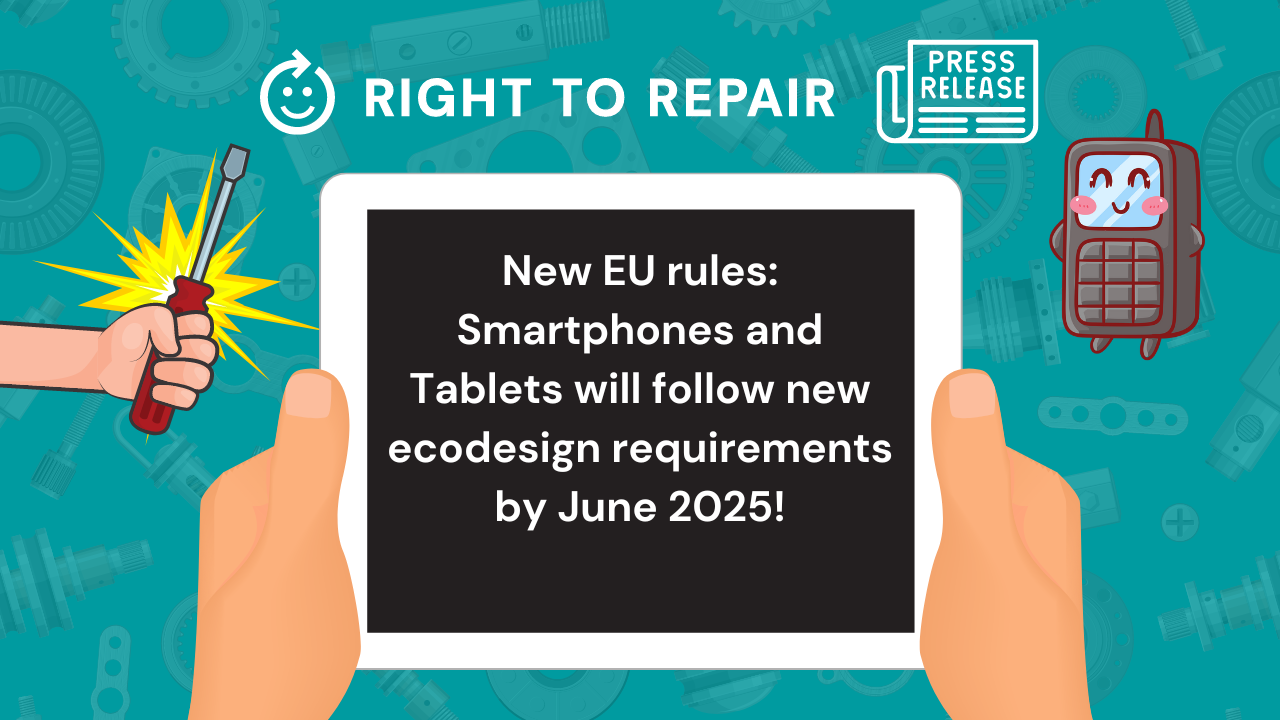 RIGHT TO REPAIR
PRESS
RELEASE
New EU rules:
Smartphones and
Tablets will follow new
ecodesign requirements
by June 2025!